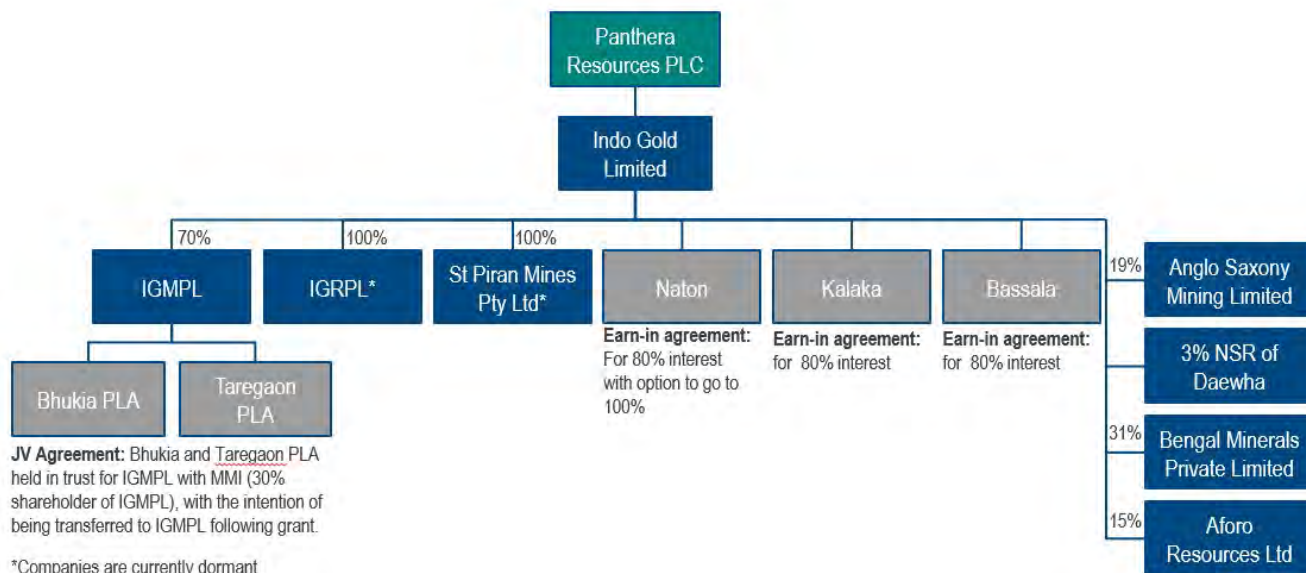 Panthera
Resources PLC
Indo Gold
Limited
70%
100%
100%
IGMPL
IGRPL*
St Piran Mines
Pty Ltd*
Naton
Kalaka
Bassala
Earn-in agreement:
For 80% interest
with option to go to
100%
Earn-in agreement:
for 80% interest
Earn-in agreement:
for 80% interest
19%
Anglo Saxony
Mining Limited
3% NSR of
Daewha
31%
Bengal Minerals
Private Limited
15%
Aforo
Resources Ltd
Bhukia PLA
Taregaon
PLA
JV Agreement: Bhukia and Taregaon PLA
held in trust for IGMPL with MMI (30%
shareholder of IGMPL), with the intention of
being transferred to IGMPL following grant.
*Companies are currently dormant